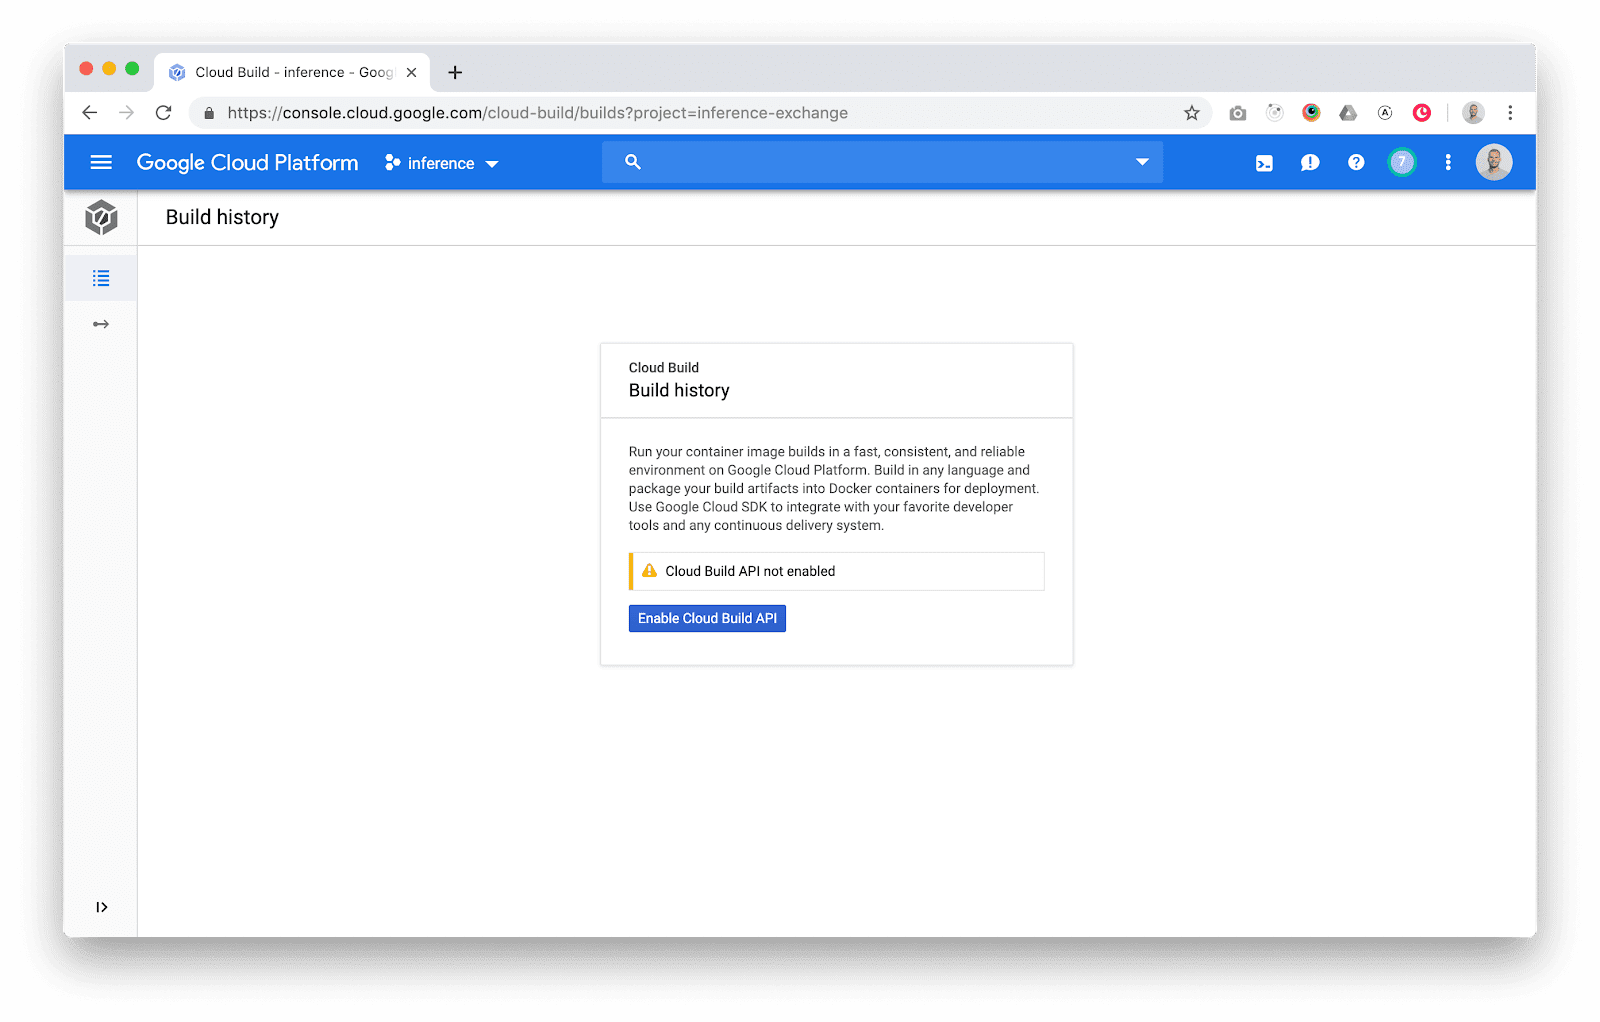 Cloud Build - inference - Goog
https://console.cloud.google.com/cloud-build/builds?project=inference-exchange
Google Cloud Platform
inference
7
Build history
Cloud Build
Build history
Run your container image builds in a fast, consistent, and reliable
environment on Google Cloud Platform. Build in any language and
package your build artifacts into Docker containers for deployment.
Use Google Cloud SDK to integrate with your favorite developer
tools and any continuous delivery system.
Cloud Build API not enabled
Enable Cloud Build API